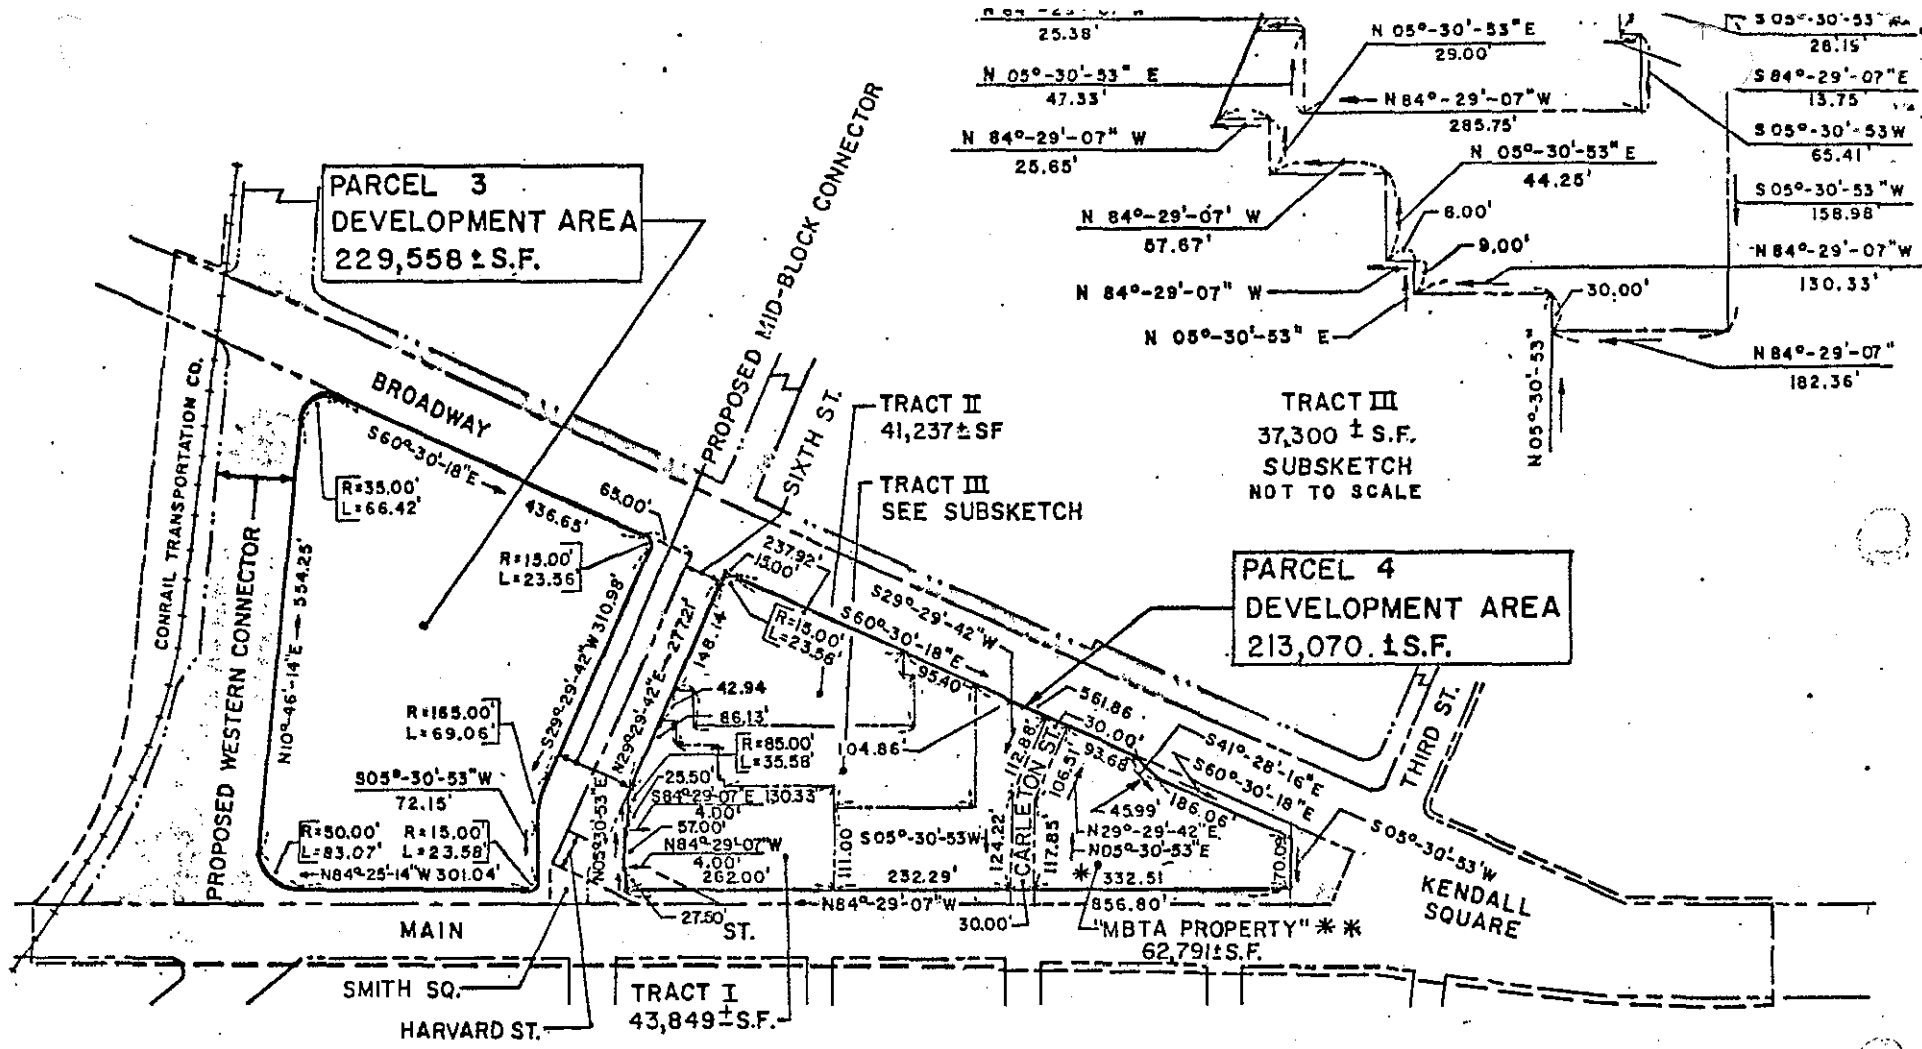 25.38'
N 05°-30'-53" E
47.33'
N 84°-29'-07" W
25.65'
N 05°-30'-53" E
29.00'
N 84°-29'-07" W
285.75'
N 05°-30'-53" E
44.25'
S 05°-30'-53"
28.15'
S 84°-29'-07" E
13.75'
S 05°-30'-53 W
65.41'
S 05°-30'-53" W
158.98'
N 84°-29'-07" W
130.33'
N 84°-29'-07' W
57.67'
6.00'
9.00'
N 84°-29'-07" W
30.00'
N 05°-30'-53" E
N 84°-29'-07"
182.36'
N 05°-30'-53"
TRACT III
37,300 ± S.F.
SUBSKETCH
NOT TO SCALE
PARCEL 3
DEVELOPMENT AREA
229,558 ± S.F.
PROPOSED MID-BLOCK CONNECTOR
BROADWAY
SIXTH ST.
CONRAIL TRANSPORTATION CO.
PROPOSED WESTERN CONNECTOR
TRACT II
41,237 ± SF
TRACT III
SEE SUBSKETCH
PARCEL 4
DEVELOPMENT AREA
213,070. ± S.F.
S60°-30'-18"E
436.65'
65.00'
R=35.00'
L=66.42'
R=15.00'
L=23.56'
N10°-46'-14"E
554.25'
S29°-29'-42"W 310.98'
N29°-29'-42"E 277.21'
148.14'
237.92'
15.00'
R=15.00'
L=23.56'
S29°-29'-42"W
S60°-30'-18"E
95.40'
42.94
86.13'
R=85.00'
L=35.58'
104.86
561.86
30.00'
93.68'
S41°-28'-16"E
S60°-30'-18"E
THIRD ST.
R=165.00'
L=69.06'
S05°-30'-53"W
72.15'
R=50.00'
L=83.07'
R=15.00'
L=23.58'
N84°-25'-14"W 301.04'
N05°-30'-53"E
25.50'
S84°-29'-07"E 130.33'
4.00'
57.00'
N84°-29'-07"W
4.00'
262.00'
27.50'
111.00
S05°-30'-53W
232.29'
124.22'
112.88'
CARLETON ST.
106.51'
117.85'
45.99'
186.06'
N29°-29'-42"E
N05°-30'-53"E
* 332.51
70.09'
S05°-30'-53"W
KENDALL
SQUARE
N84°-29'-07"W
856.80'
30.00'
MAIN
ST.
"MBTA PROPERTY" **
62,791± S.F.
SMITH SQ.
HARVARD ST.
TRACT I
43,849 ± S.F.